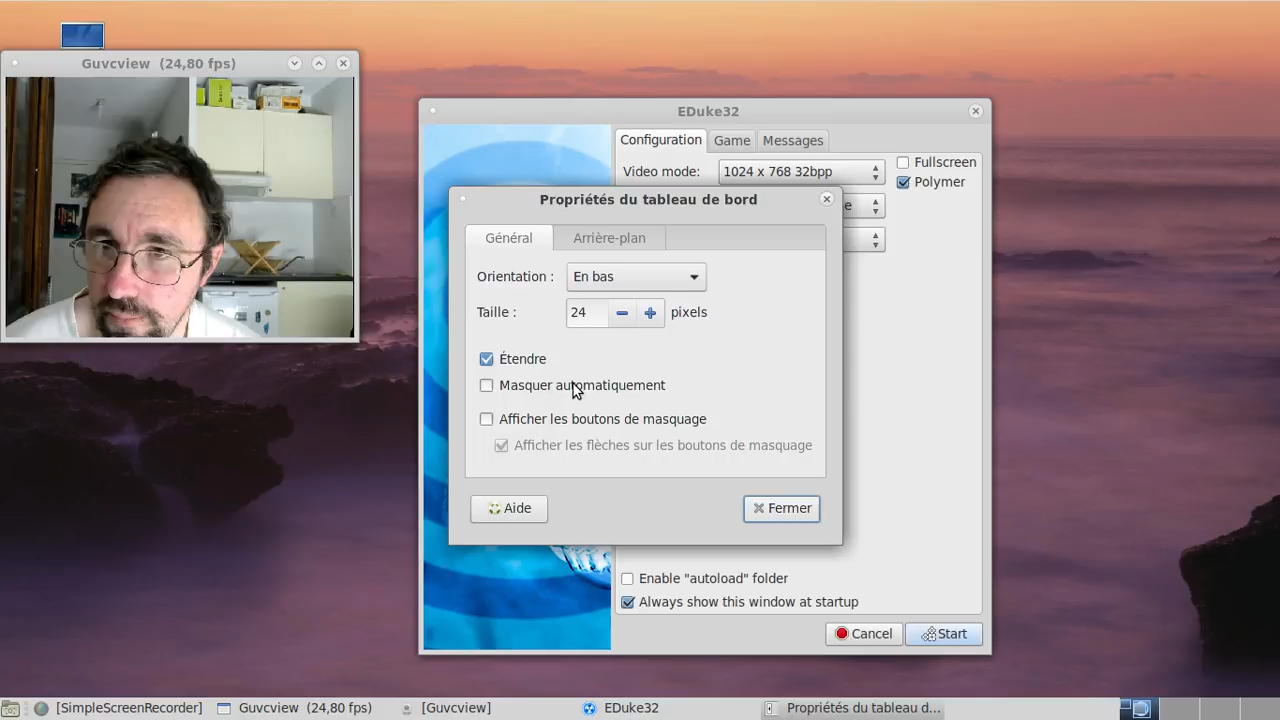 Guvcview (24,80 fps)
EDuke32
Configuration Game Messages
Video mode: 1024 x 768 32bpp
Fullscreen
Polymer
Propriétés du tableau de bord
Général Arrière-plan
Orientation : En bas
Taille : 24 pixels
Étendre
Masquer automatiquement
Afficher les boutons de masquage
Afficher les flèches sur les boutons de masquage
Aide Fermer
Enable "autoload" folder
Always show this window at startup
Cancel Start
[SimpleScreenRecorder] Guvcview (24,80 fps) [Guvcview] EDuke32 Propriétés du tableau d...